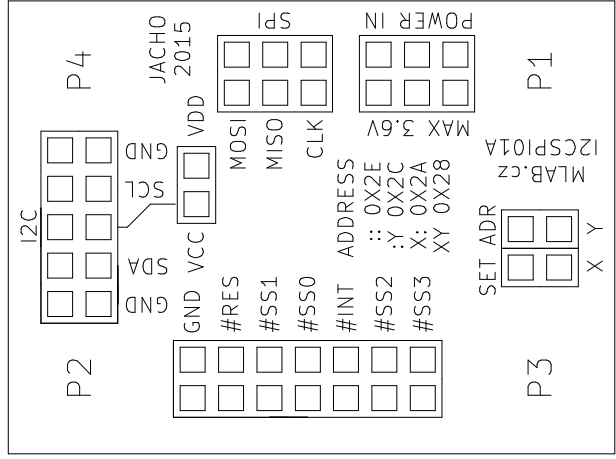 SPI
POWER IN
P4
JACHO
2015
P1
MOSI
MISO
CLK
MAX 3.6V
VDD
VCC
I2C
GND
SCL
SDA
GND
MLAB.cz
I2CSPI01A
ADDRESS
:: 0X2E
:Y 0X2C
X: 0X2A
XY 0X28
SET ADR
X
Y
GND
#RES
#SS1
#SS0
#INT
#SS2
#SS3
P2
P3